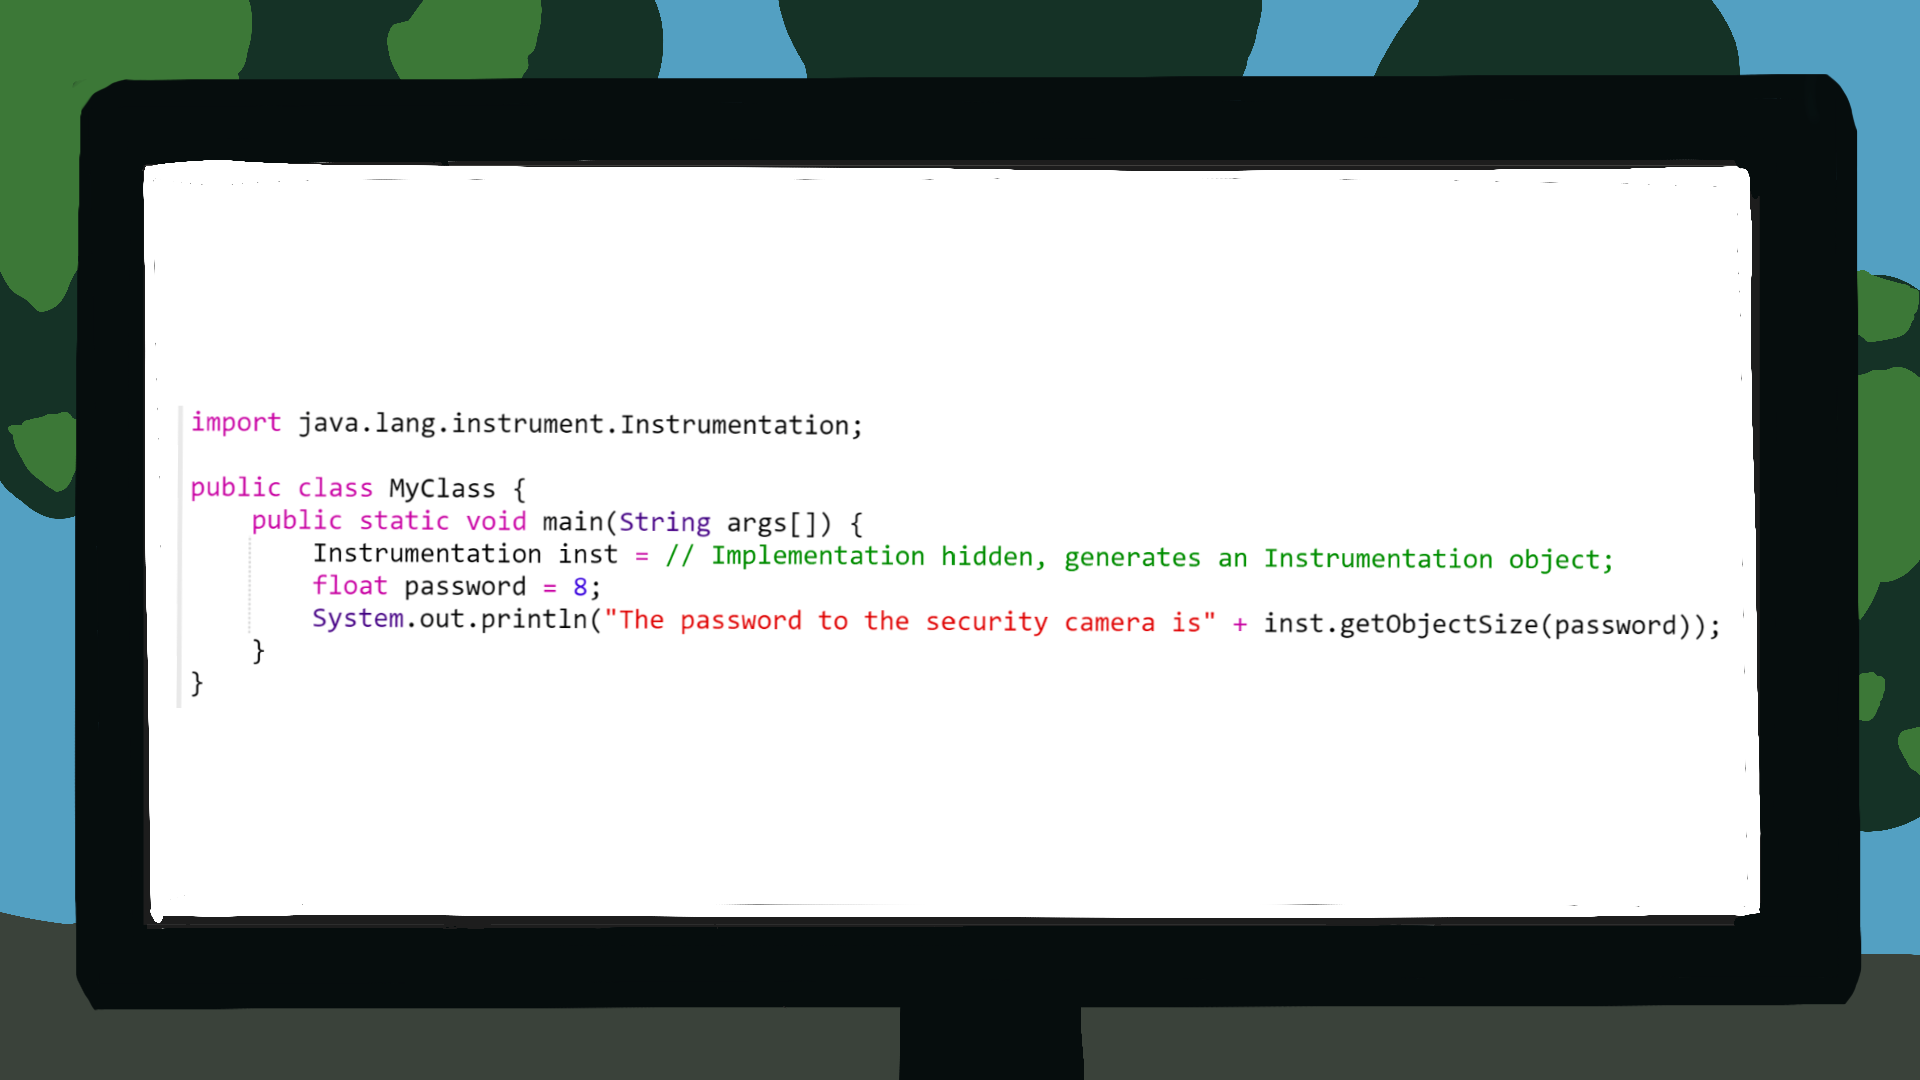 import java.lang.instrument.Instrumentation;
public class MyClass {
public static void main(String args[]) {
Instrumentation inst = // Implementation hidden, generates an Instrumentation object;
float password = 8;
System.out.println("The password to the security camera is" + inst.getObjectSize(password));
}
}